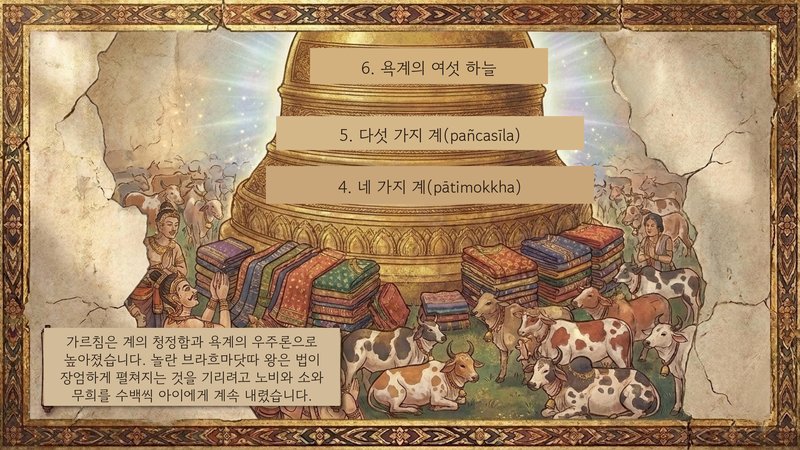 6. 욕계의 여섯 하늘
5. 다섯 가지 계(pañcasīla)
4. 네 가지 계(pātimokkha)
가르침은 계의 청정함과 욕계의 우주론으로
높아졌습니다. 놀란 브라흐마닷따 왕은 법이
장엄하게 펼쳐지는 것을 기리려고 노비와 소와
무희를 수백씩 아이에게 계속 내렸습니다.